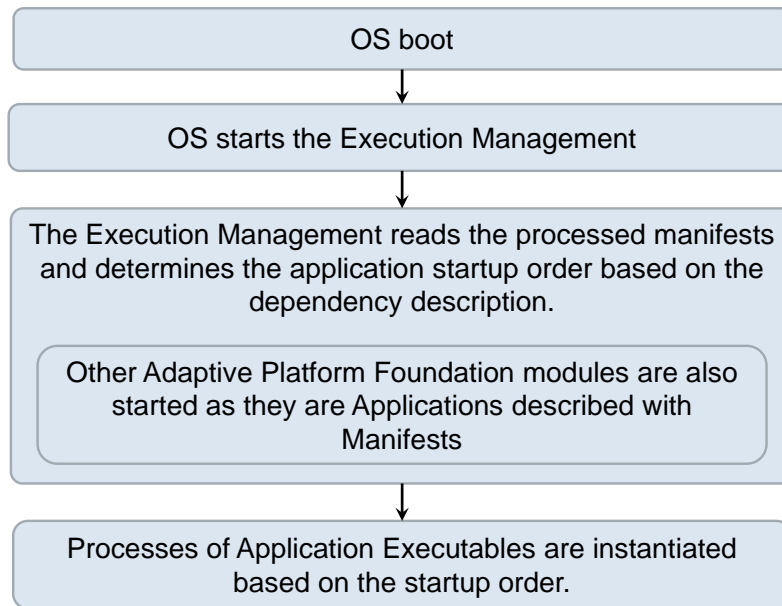 OS boot
OS starts the Execution Management
The Execution Management reads the processed manifests
and determines the application startup order based on the
dependency description.
Other Adaptive Platform Foundation modules are also
started as they are Applications described with
Manifests
Processes of Application Executables are instantiated
based on the startup order.